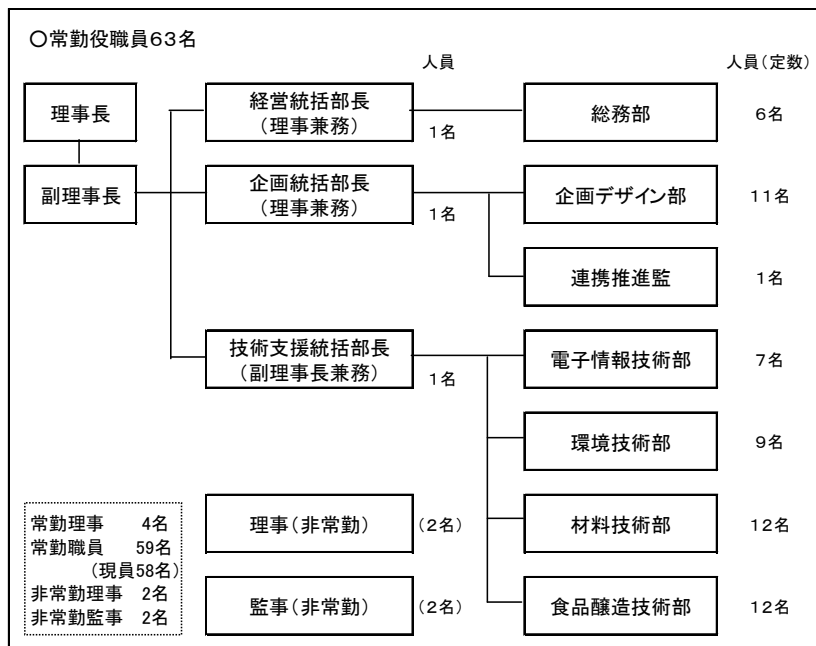 ○常勤役職員63名
人員
人員(定数)
理事長
経営統括部長
(理事兼務)
1名
総務部
6名
副理事長
企画統括部長
(理事兼務)
1名
企画デザイン部
11名
連携推進監
1名
技術支援統括部長
(副理事長兼務)
1名
電子情報技術部
7名
環境技術部
9名
常勤理事 4名
常勤職員 59名
(現員58名)
非常勤理事 2名
非常勤監事 2名
理事(非常勤)
(2名)
材料技術部
12名
監事(非常勤)
(2名)
食品醸造技術部
12名